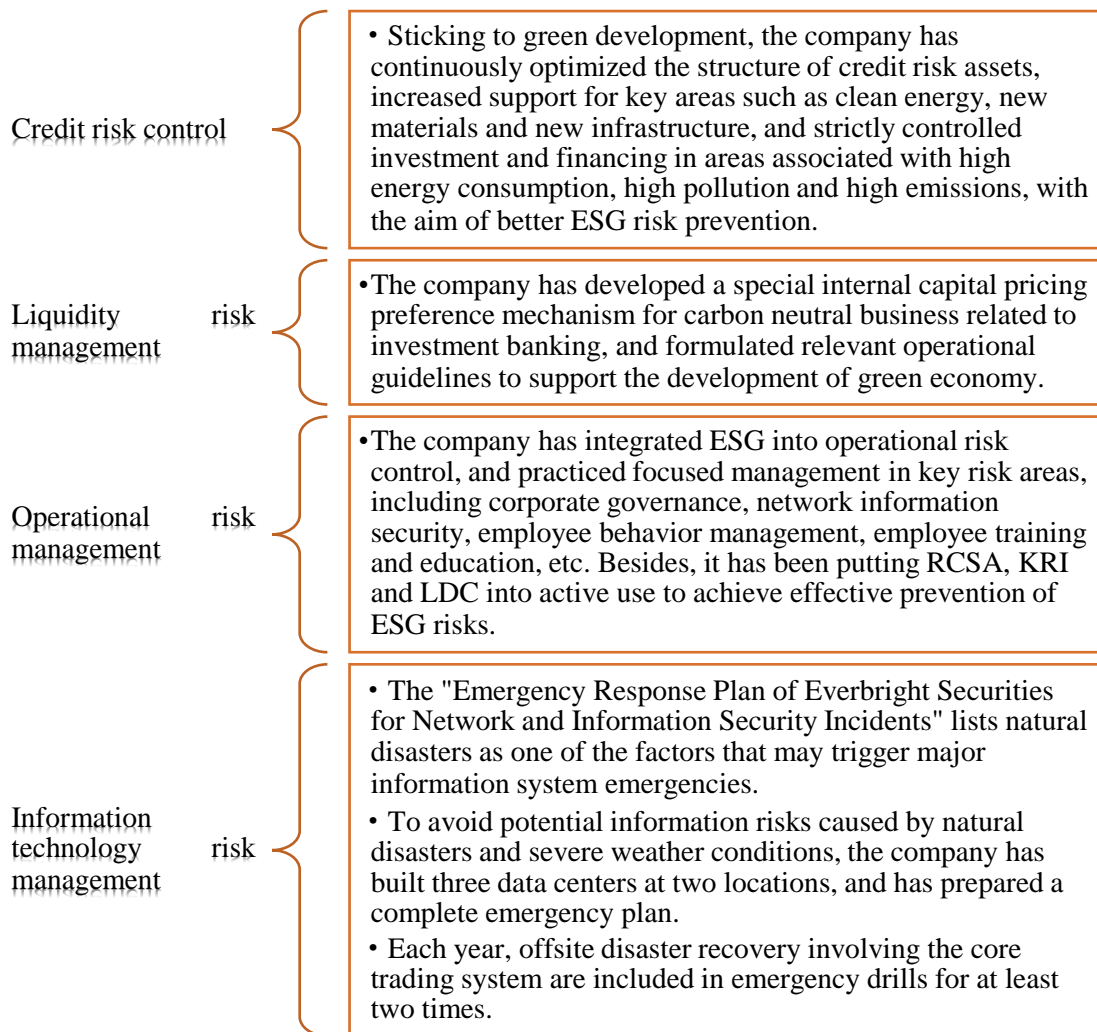 Credit risk control
• Sticking to green development, the company has
continuously optimized the structure of credit risk assets,
increased support for key areas such as clean energy, new
materials and new infrastructure, and strictly controlled
investment and financing in areas associated with high
energy consumption, high pollution and high emissions, with
the aim of better ESG risk prevention.
Liquidity risk
management
•The company has developed a special internal capital pricing
preference mechanism for carbon neutral business related to
investment banking, and formulated relevant operational
guidelines to support the development of green economy.
Operational risk
management
•The company has integrated ESG into operational risk
control, and practiced focused management in key risk areas,
including corporate governance, network information
security, employee behavior management, employee training
and education, etc. Besides, it has been putting RCSA, KRI
and LDC into active use to achieve effective prevention of
ESG risks.
Information
technology risk
management
• The "Emergency Response Plan of Everbright Securities
for Network and Information Security Incidents" lists natural
disasters as one of the factors that may trigger major
information system emergencies.
• To avoid potential information risks caused by natural
disasters and severe weather conditions, the company has
built three data centers at two locations, and has prepared a
complete emergency plan.
• Each year, offsite disaster recovery involving the core
trading system are included in emergency drills for at least
two times.